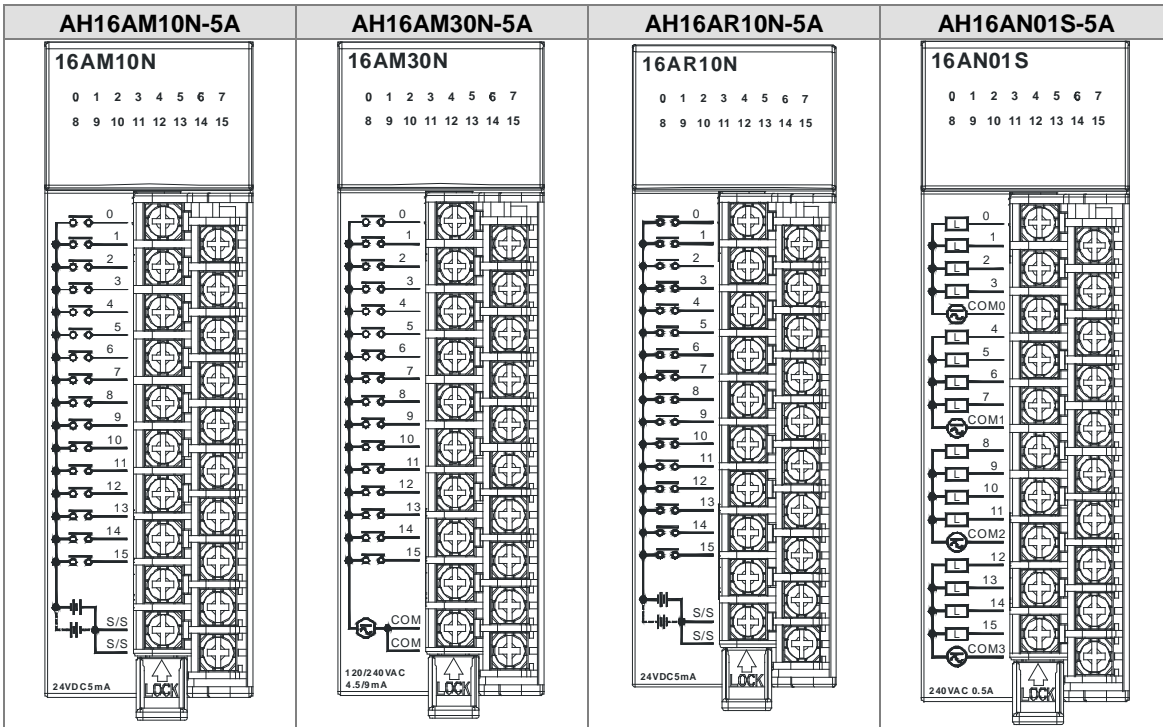 AH16AM10N-5A
16AM10N
0 1 2 3 4 5 6 7
8 9 10 11 12 13 14 15
0
1
2
3
4
5
6
7
8
9
10
11
12
13
14
15
S/S
S/S
24VDC5mA
LOCK
AH16AM30N-5A
16AM30N
0 1 2 3 4 5 6 7
8 9 10 11 12 13 14 15
0
1
2
3
4
5
6
7
8
9
10
11
12
13
14
15
COM
COM
120/240VAC
4.5/9mA
LOCK
AH16AR10N-5A
16AR10N
0 1 2 3 4 5 6 7
8 9 10 11 12 13 14 15
0
1
2
3
4
5
6
7
8
9
10
11
12
13
14
15
S/S
S/S
24VDC5mA
LOCK
AH16AN01S-5A
16AN01S
0 1 2 3 4 5 6 7
8 9 10 11 12 13 14 15
L 0
L 1
L 2
L 3
COM0
L 4
L 5
L 6
L 7
COM1
L 8
L 9
L 10
L 11
COM2
L 12
L 13
L 14
L 15
COM3
240VAC 0.5A
LOCK